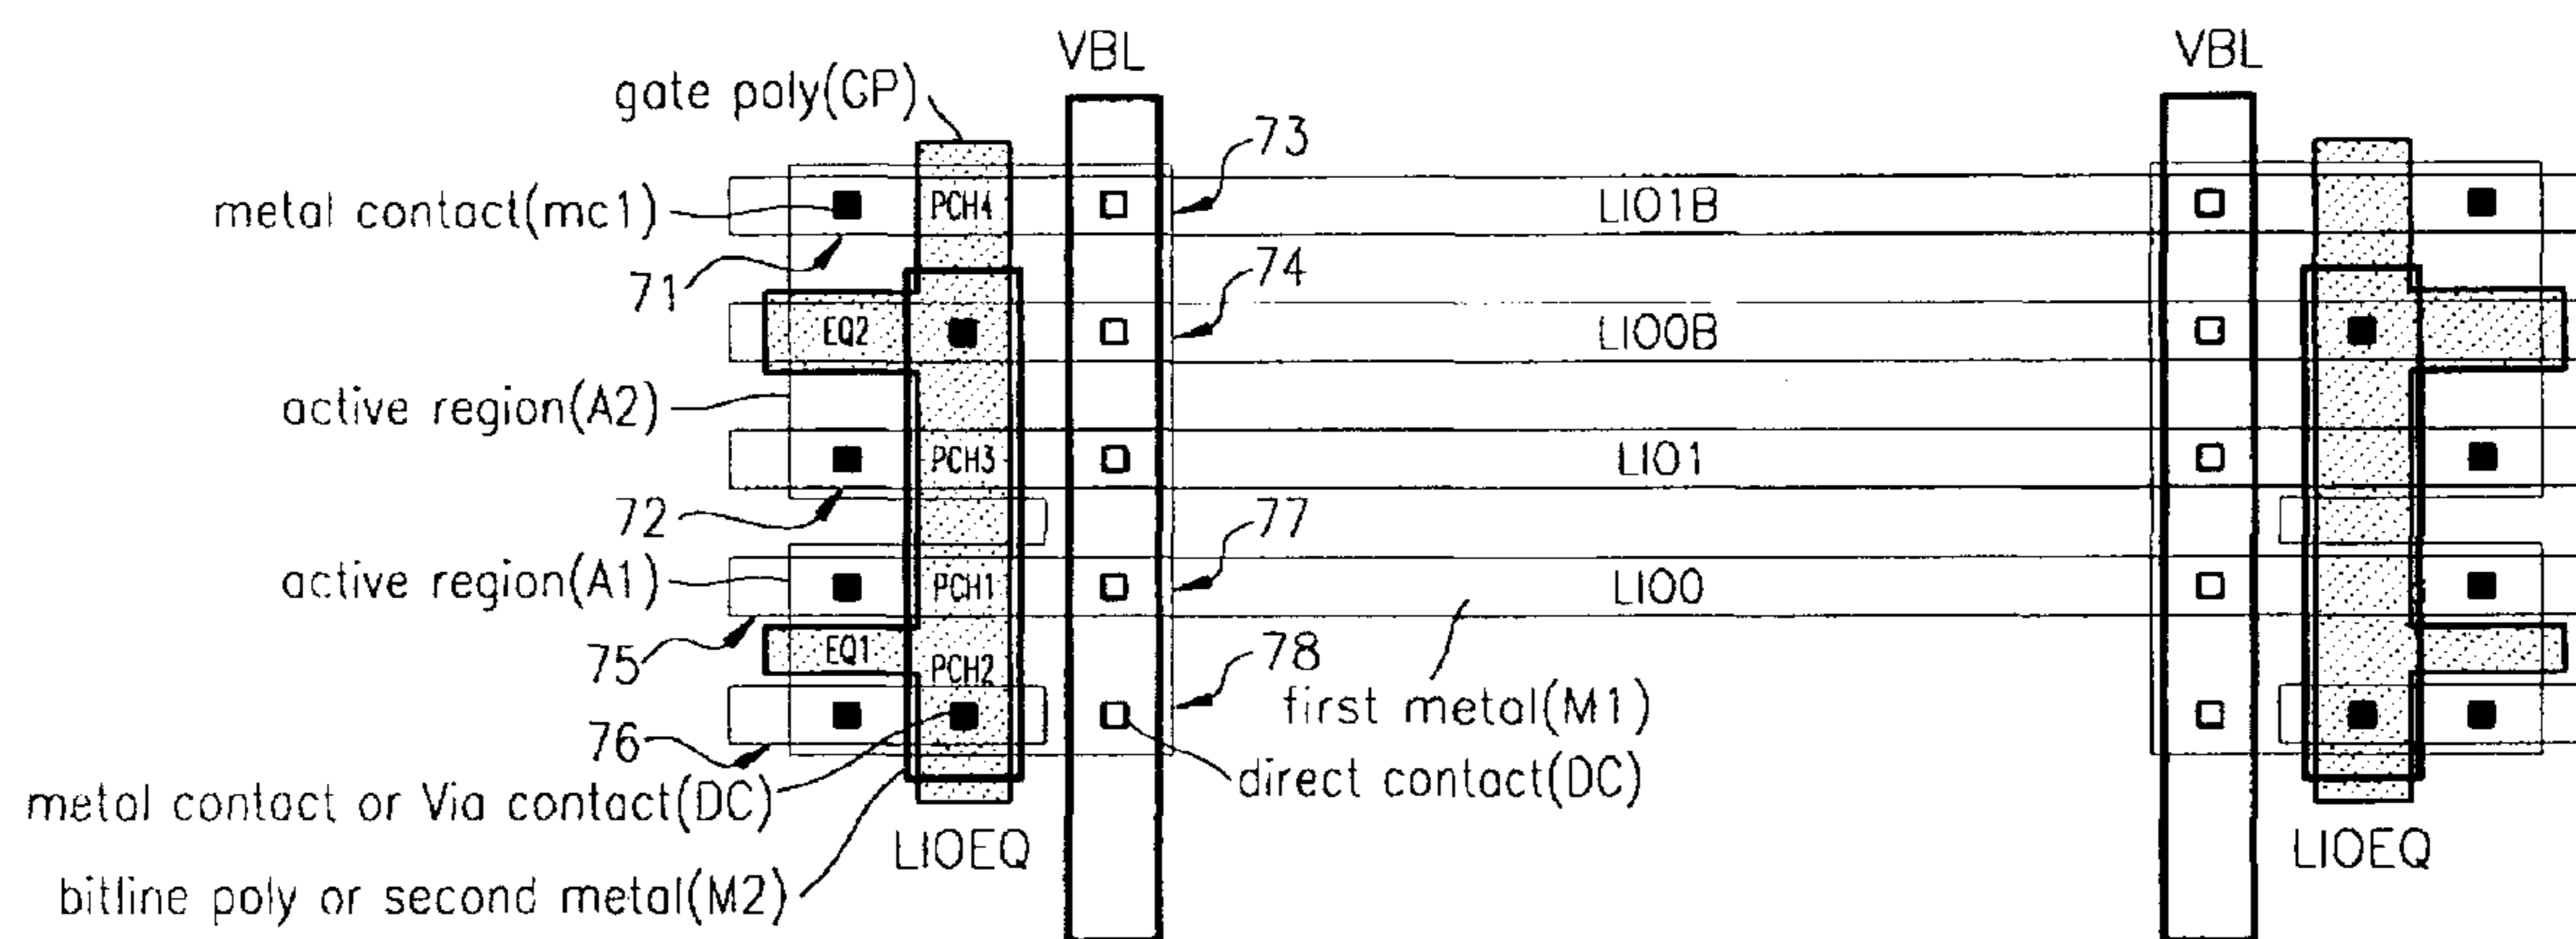 VBL
VBL
gate poly(GP)
73
metal contact(mc1)
PCH4
LIO1B
71
74
EQ2
LIO0B
active region(A2)
PCH3
LIO1
72
77
active region(A1)
PCH1
LIO0
75
EQ1
PCH2
78
first metal(M1)
76
direct contact(DC)
metal contact or Via contact(DC)
LIOEQ
LIOEQ
bitline poly or second metal(M2)